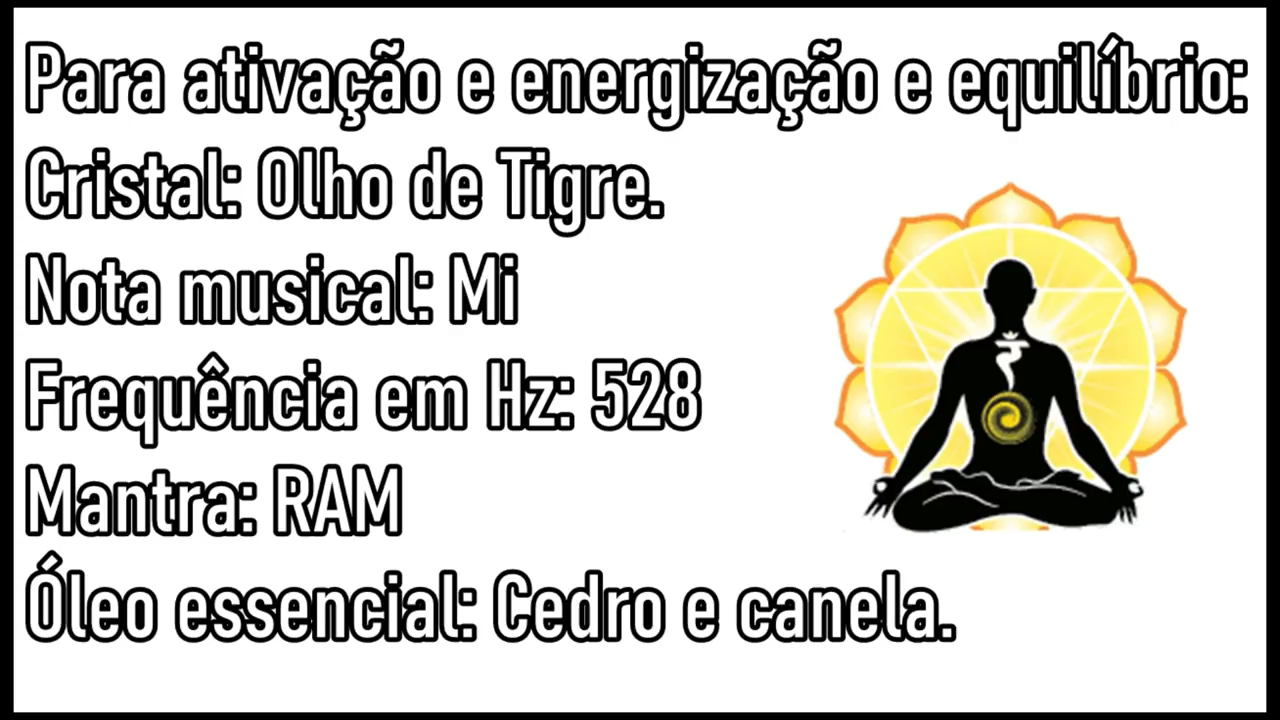 Para ativação e energização e equilíbrio:
Cristal: Olho de Tigre.
Nota musical: Mi
Frequência em Hz: 528
Mantra: RAM
Óleo essencial: Cedro e canela.
रं